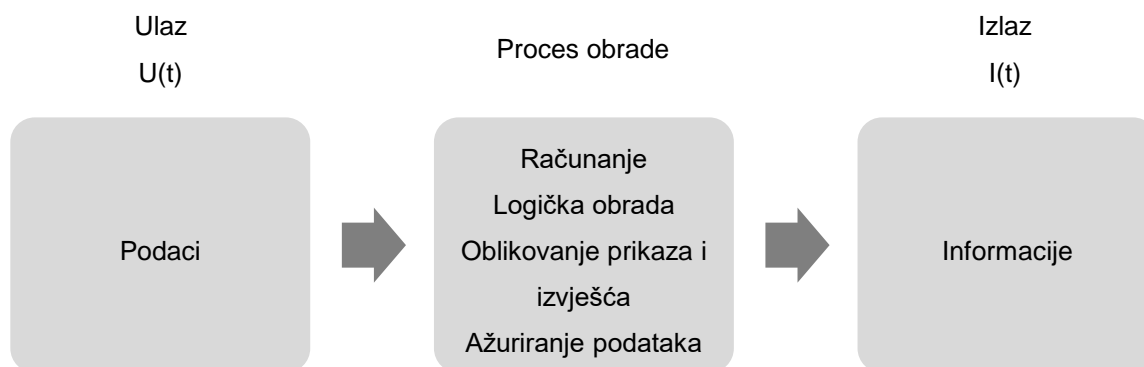 Ulaz
U(t)
Proces obrade
Izlaz
I(t)
Podaci
Računanje
Logička obrada
Oblikovanje prikaza i
izvješća
Ažuriranje podataka
Informacije